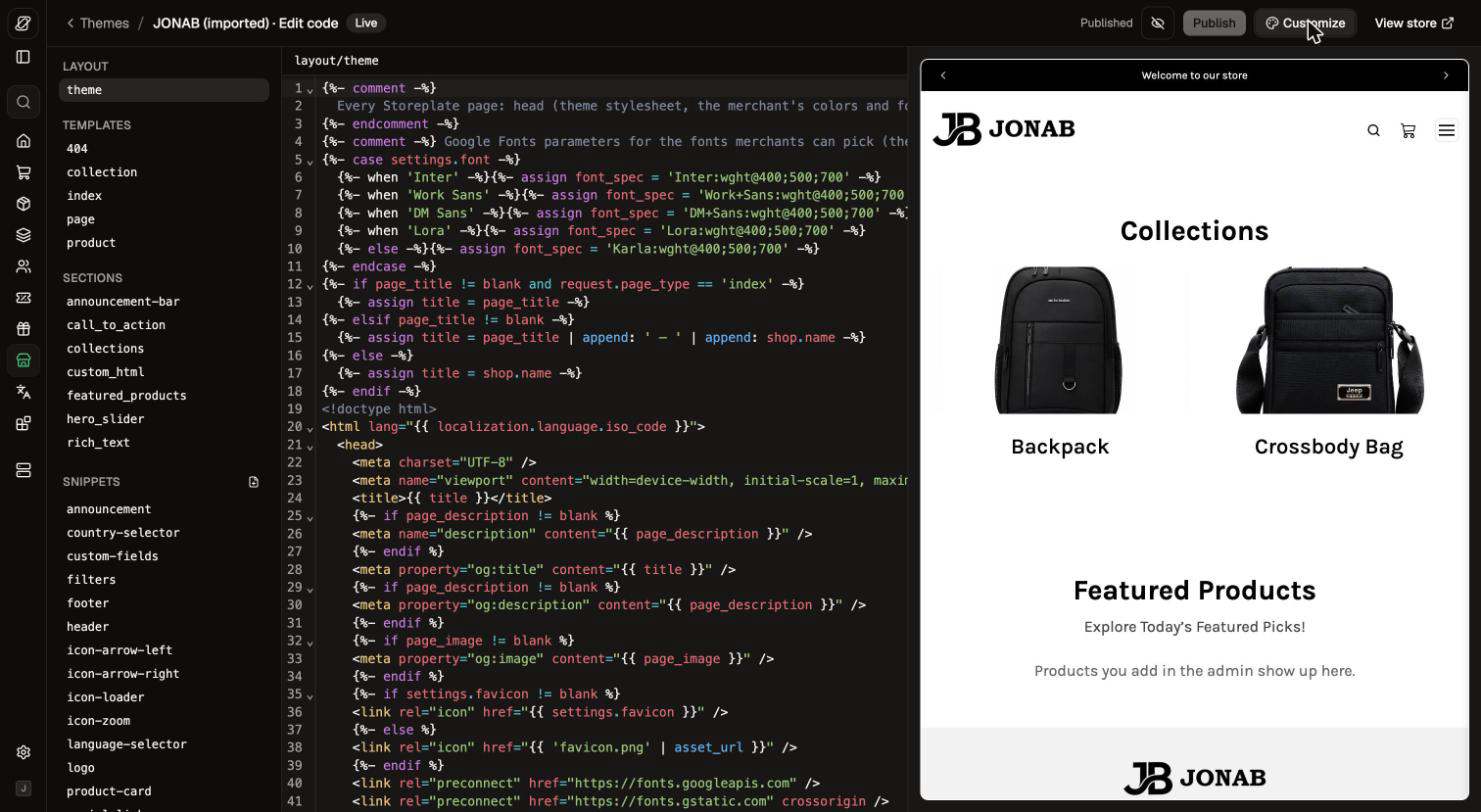 Themes / JONAB (imported) · Edit code Live
Published Publish Customize View store
LAYOUT
theme
TEMPLATES
404
collection
index
page
product
SECTIONS
announcement-bar
call_to_action
collections
custom_html
featured_products
hero_slider
rich_text
SNIPPETS
announcement
country-selector
custom-fields
filters
footer
header
icon-arrow-left
icon-arrow-right
icon-loader
icon-zoom
language-selector
logo
product-card
J
layout/theme
1 {%- comment -%}
2 Every Storeplate page: head (theme stylesheet, the merchant's colors and fo
3 {%- endcomment -%}
4 {%- comment -%} Google Fonts parameters for the fonts merchants can pick (the
5 {%- case settings.font -%}
6 {%- when 'Inter' -%}{%- assign font_spec = 'Inter:wght@400;500;700' -%}
7 {%- when 'Work Sans' -%}{%- assign font_spec = 'Work+Sans:wght@400;500;700
8 {%- when 'DM Sans' -%}{%- assign font_spec = 'DM+Sans:wght@400;500;700' -%}
9 {%- when 'Lora' -%}{%- assign font_spec = 'Lora:wght@400;500;700' -%}
10 {%- else -%}{%- assign font_spec = 'Karla:wght@400;500;700' -%}
11 {%- endcase -%}
12 {%- if page_title != blank and request.page_type == 'index' -%}
13 {%- assign title = page_title -%}
14 {%- elsif page_title != blank -%}
15 {%- assign title = page_title | append: ' — ' | append: shop.name -%}
16 {%- else -%}
17 {%- assign title = shop.name -%}
18 {%- endif -%}
19 <!doctype html>
20 <html lang="{{ localization.language.iso_code }}">
21 <head>
22 <meta charset="UTF-8" />
23 <meta name="viewport" content="width=device-width, initial-scale=1, maxim
24 <title>{{ title }}</title>
25 {%- if page_description != blank %}
26 <meta name="description" content="{{ page_description }}" />
27 {%- endif %}
28 <meta property="og:title" content="{{ title }}" />
29 {%- if page_description != blank %}
30 <meta property="og:description" content="{{ page_description }}" />
31 {%- endif %}
32 {%- if page_image != blank %}
33 <meta property="og:image" content="{{ page_image }}" />
34 {%- endif %}
35 {%- if settings.favicon != blank %}
36 <link rel="icon" href="{{ settings.favicon }}" />
37 {%- else %}
38 <link rel="icon" href="{{ 'favicon.png' | asset_url }}" />
39 {%- endif %}
40 <link rel="preconnect" href="https://fonts.googleapis.com" />
41 <link rel="preconnect" href="https://fonts.gstatic.com" crossorigin />
Welcome to our store
JB JONAB
Collections
Jeep
Backpack
Crossbody Bag
Featured Products
Explore Today's Featured Picks!
Products you add in the admin show up here.
JB JONAB